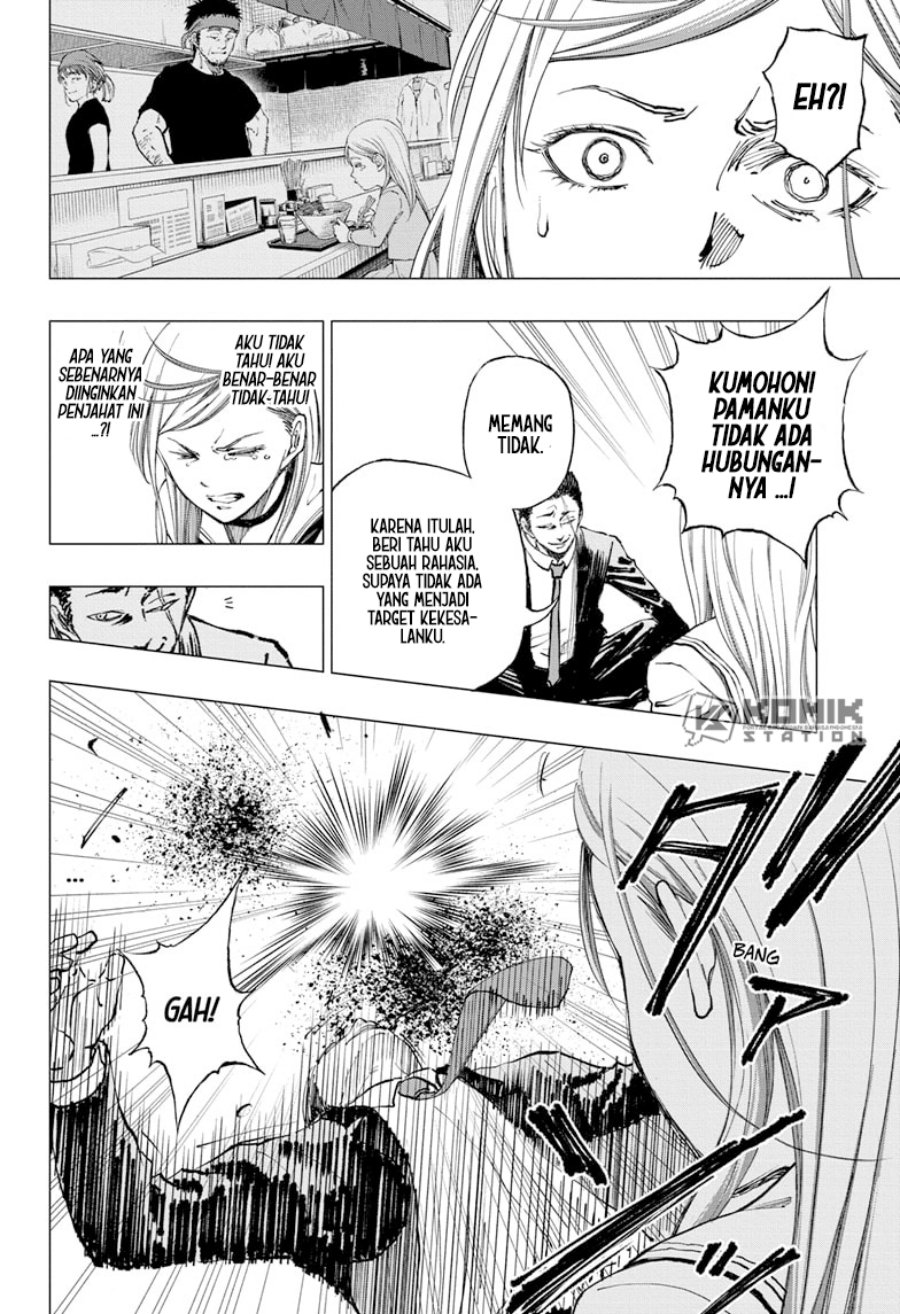 EH?!
KUMOHON!
PAMANKU
TIDAK ADA
HUBUNGAN-
NYA ...!
MEMANG
TIDAK.
KARENA ITULAH,
BERI TAHU AKU
SEBUAH RAHASIA,
SUPAYA TIDAK ADA
YANG MENJADI
TARGET KEKESA-
LANKU.
AKU TIDAK
TAHU! AKU
BENAR-BENAR
TIDAK-TAHU!
APA YANG
SEBENARNYA
DIINGINKAN
PENJAHAT INI
...?!
KOMIK
STATION
BANG
...
GAH!